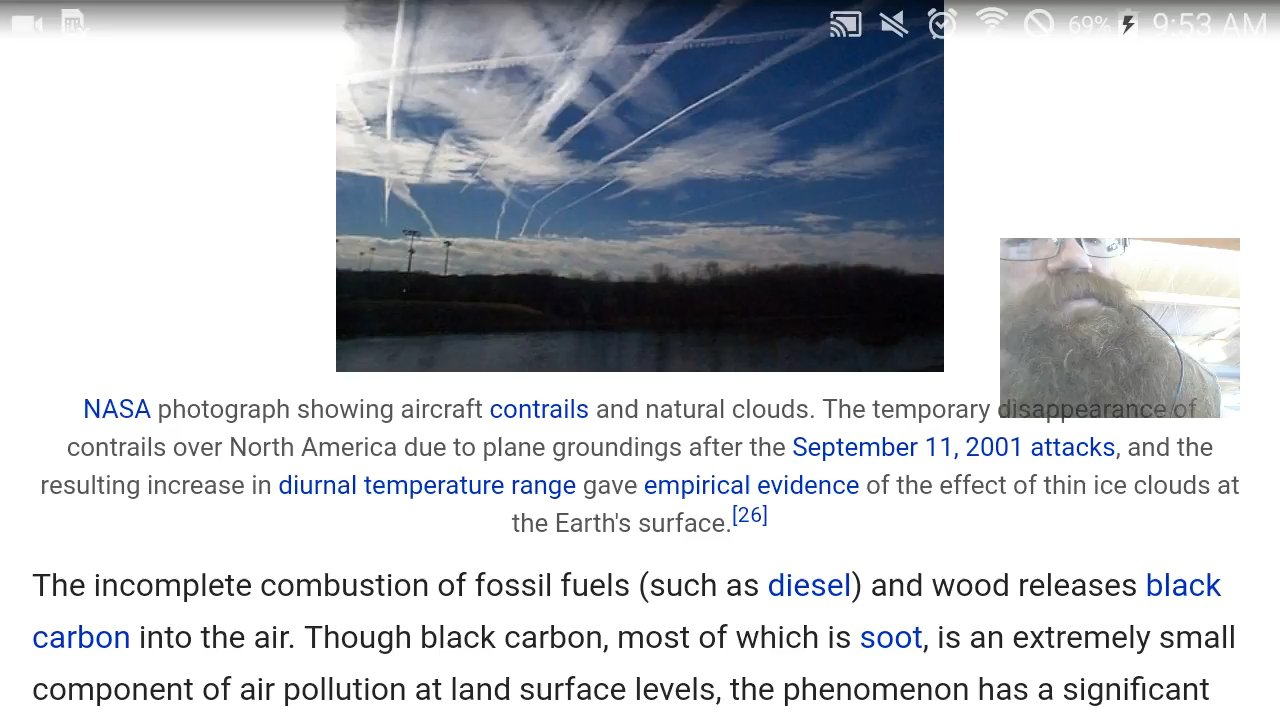 69% 9:53 AM
NASA photograph showing aircraft contrails and natural clouds. The temporary disappearance of
contrails over North America due to plane groundings after the September 11, 2001 attacks, and the
resulting increase in diurnal temperature range gave empirical evidence of the effect of thin ice clouds at
the Earth's surface.[26]
The incomplete combustion of fossil fuels (such as diesel) and wood releases black
carbon into the air. Though black carbon, most of which is soot, is an extremely small
component of air pollution at land surface levels, the phenomenon has a significant